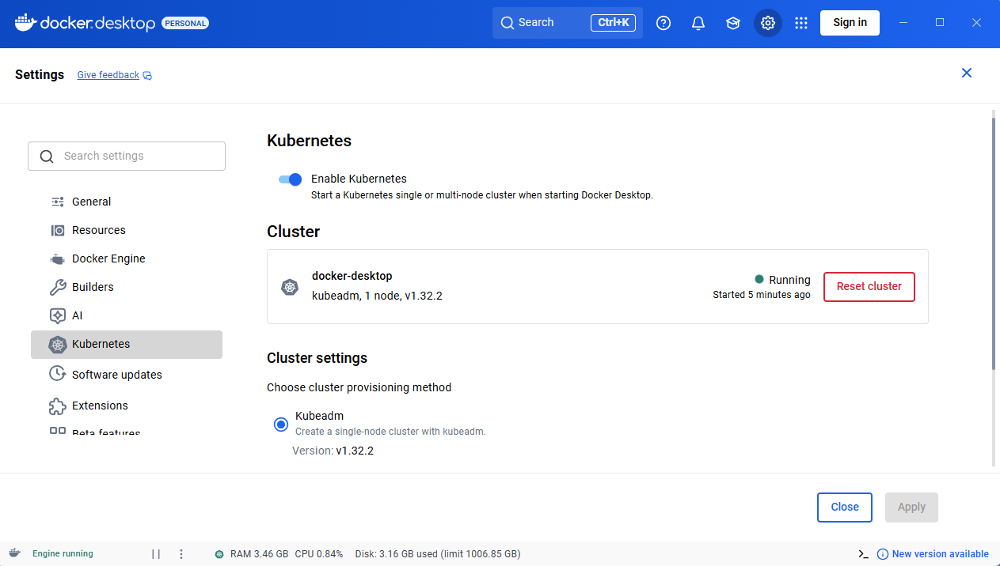 docker.desktop PERSONAL
Search Ctrl+K
Sign in
Settings Give feedback
Search settings
General
Resources
Docker Engine
Builders
AI
Kubernetes
Software updates
Extensions
Beta features
Kubernetes
Enable Kubernetes
Start a Kubernetes single or multi-node cluster when starting Docker Desktop.
Cluster
docker-desktop
kubeadm, 1 node, v1.32.2
Running
Started 5 minutes ago
Reset cluster
Cluster settings
Choose cluster provisioning method
Kubeadm
Create a single-node cluster with kubeadm.
Version: v1.32.2
Close Apply
Engine running RAM 3.46 GB CPU 0.84% Disk: 3.16 GB used (limit 1006.85 GB) New version available